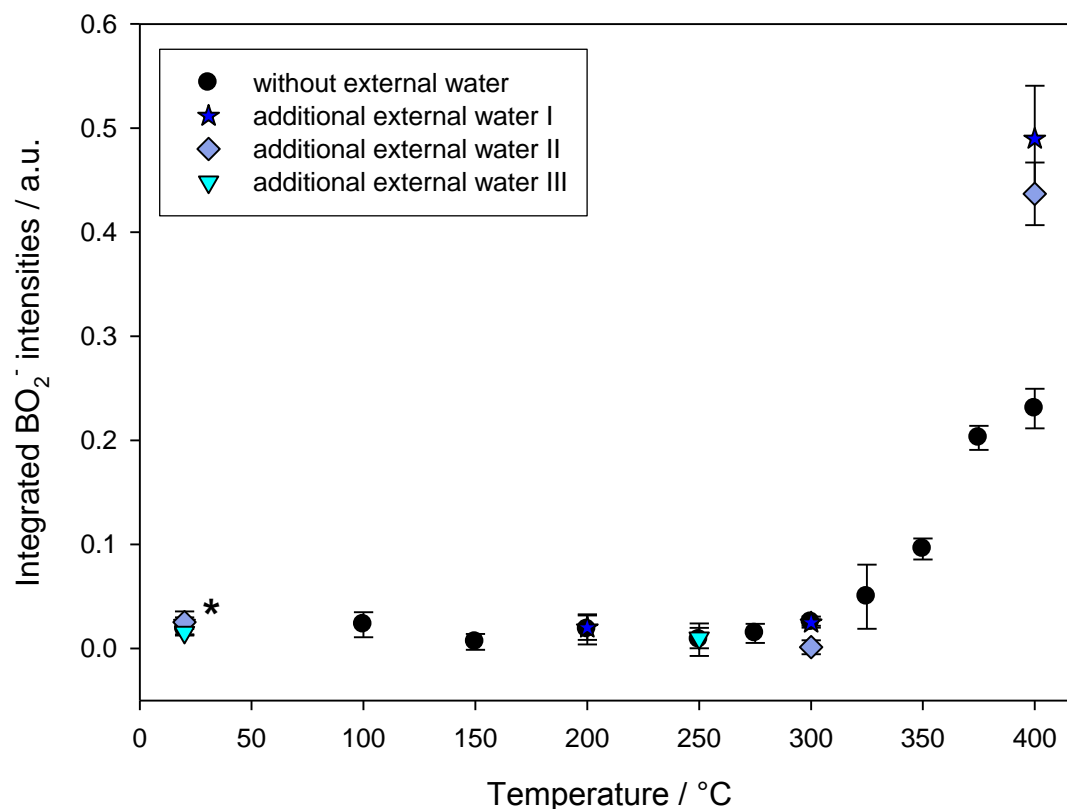 0.6
0.5
0.4
0.3
0.2
0.1
0.0
Integrated BO₂⁻ intensities / a.u.
without external water
additional external water I
additional external water II
additional external water III
*
0 50 100 150 200 250 300 350 400
Temperature / °C